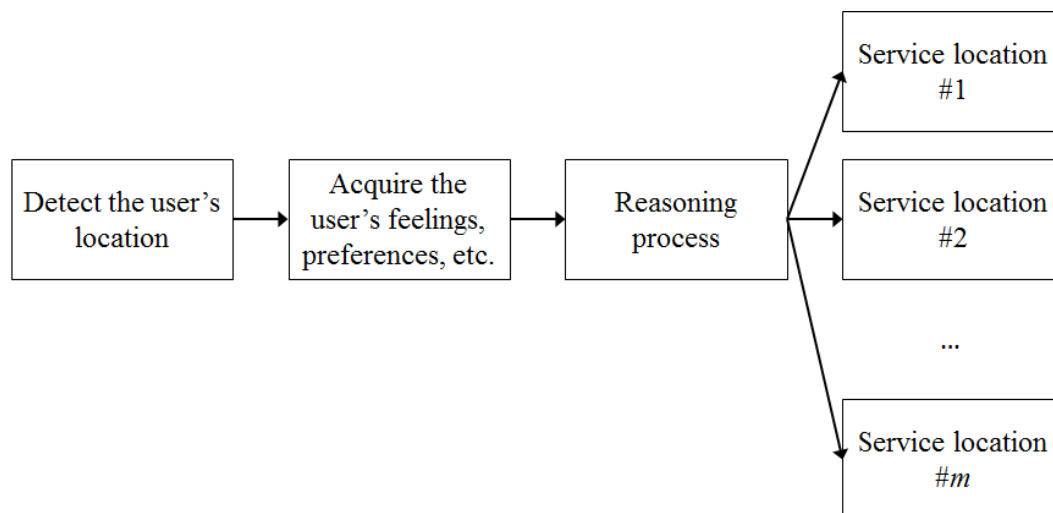 Service location
#1
Detect the user’s
location
Acquire the
user’s feelings,
preferences, etc.
Reasoning
process
Service location
#2
...
Service location
#m